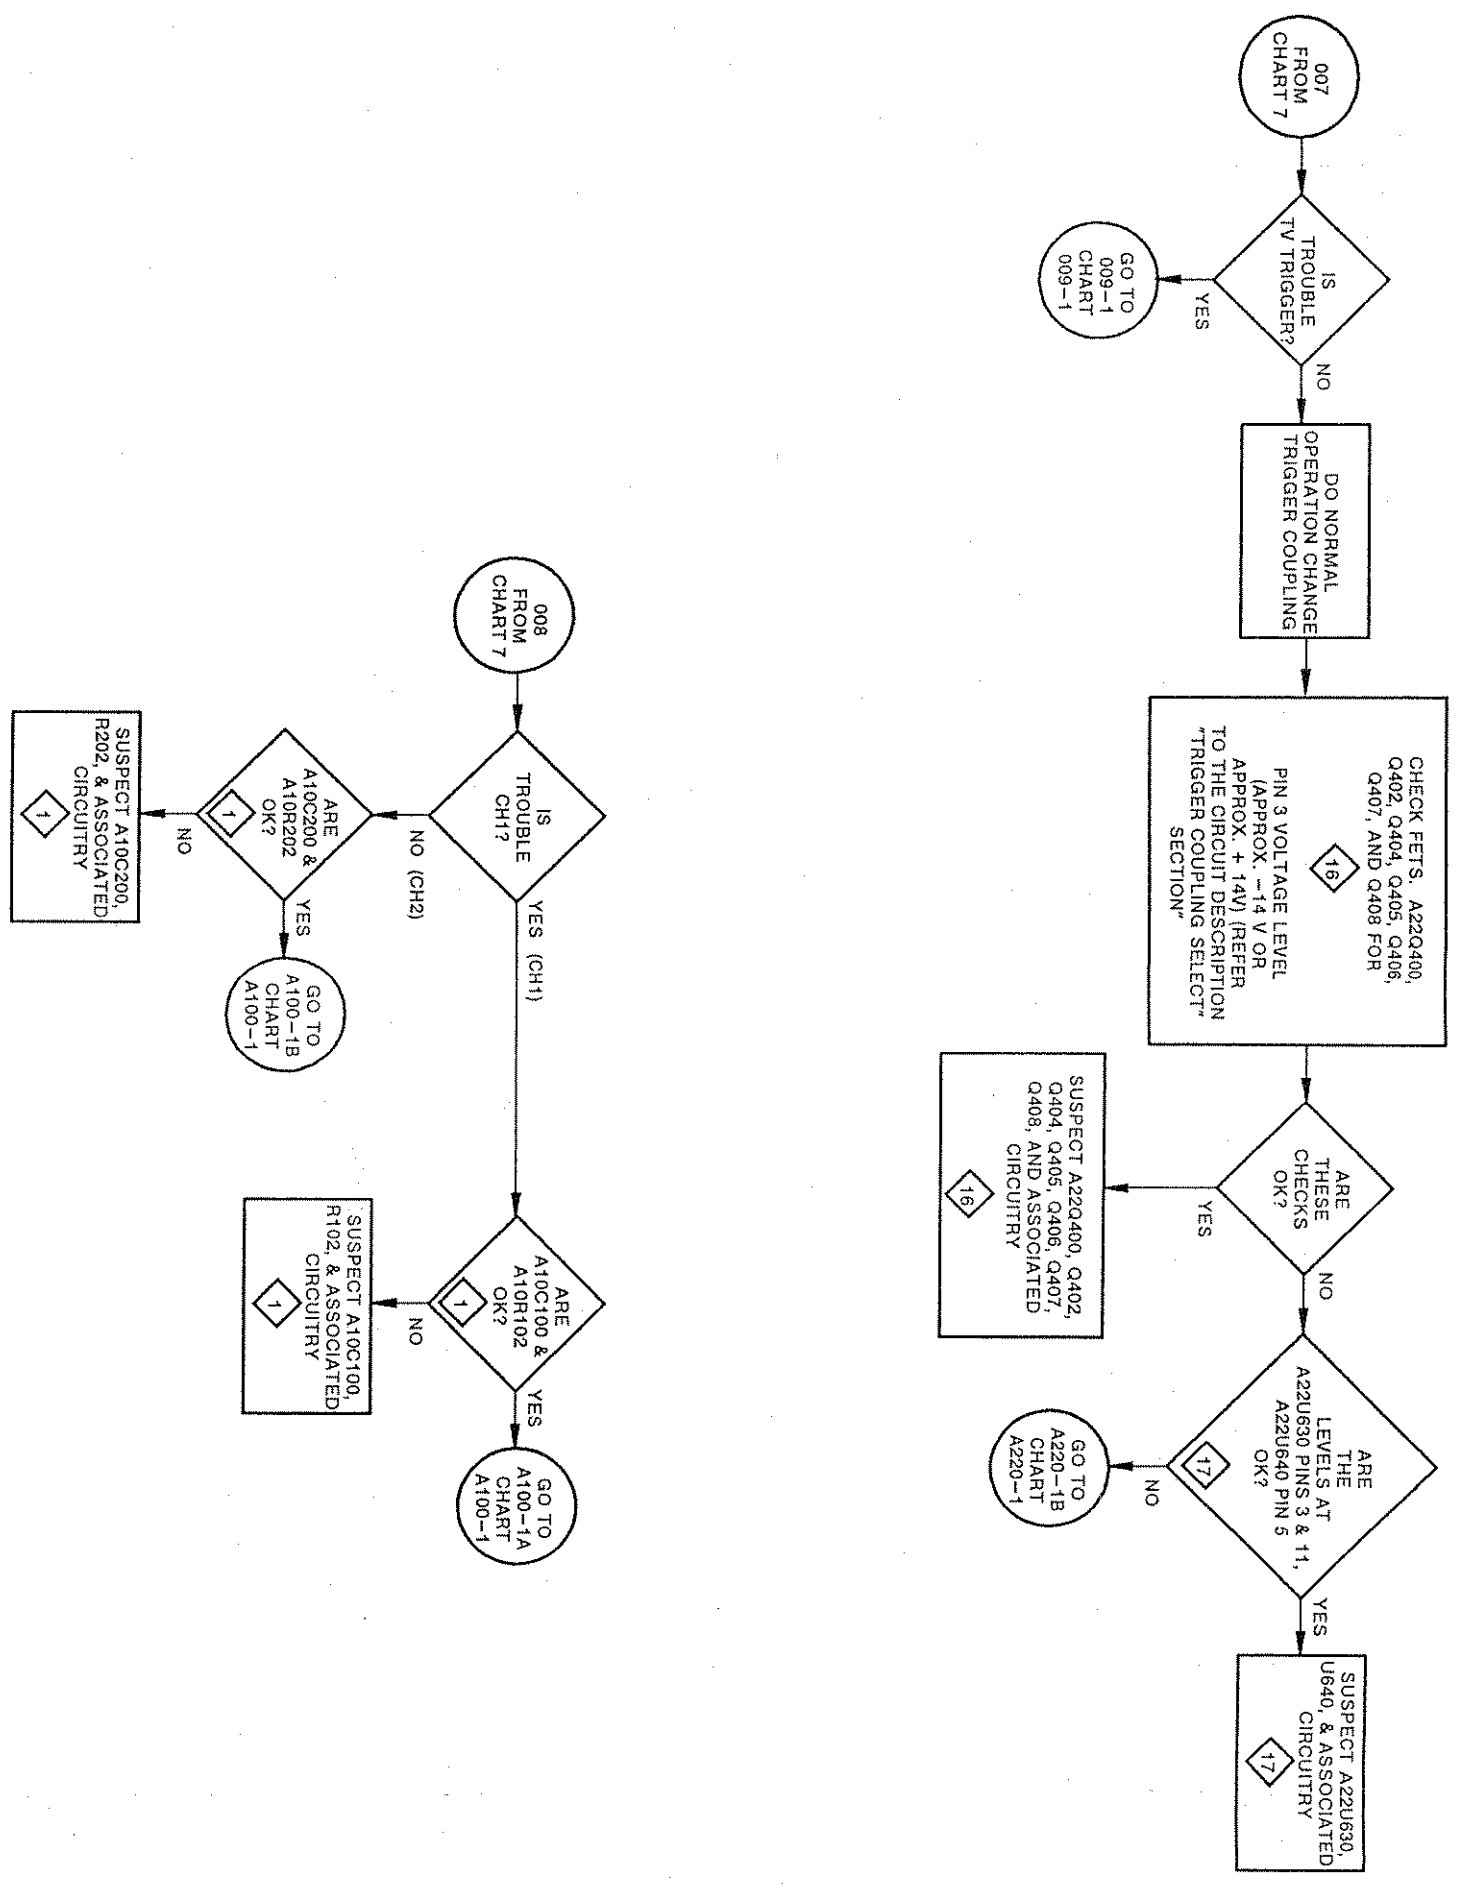 007
FROM
CHART 7
IS
TROUBLE
TV TRIGGER?
YES
GO TO
009-1
CHART
009-1
NO
DO NORMAL
OPERATION CHANGE
TRIGGER COUPLING
CHECK FETS. A22Q400,
Q402, Q404, Q405, Q406,
Q407, AND Q408 FOR
16
PIN 3 VOLTAGE LEVEL
(APPROX. -14 V OR
APPROX. + 14V) (REFER
TO THE CIRCUIT DESCRIPTION
"TRIGGER COUPLING SELECT"
SECTION"
ARE
THESE
CHECKS
OK?
YES
SUSPECT A22Q400, Q402,
Q404, Q405, Q406, Q407,
Q408, AND ASSOCIATED
CIRCUITRY
16
NO
ARE
THE
LEVELS AT
A22U630 PINS 3 & 11,
A22U640 PIN 5
OK?
17
NO
GO TO
A220-1B
CHART
A220-1
YES
SUSPECT A22U630,
U640, & ASSOCIATED
CIRCUITRY
17
008
FROM
CHART 7
IS
TROUBLE
CH1?
NO (CH2)
ARE
A10C200 &
A10R202
OK?
1
NO
SUSPECT A10C200,
R202, & ASSOCIATED
CIRCUITRY
1
YES
GO TO
A100-1B
CHART
A100-1
YES (CH1)
ARE
A10C100 &
A10R102
OK?
1
NO
SUSPECT A10C100,
R102, & ASSOCIATED
CIRCUITRY
1
YES
GO TO
A100-1A
CHART
A100-1